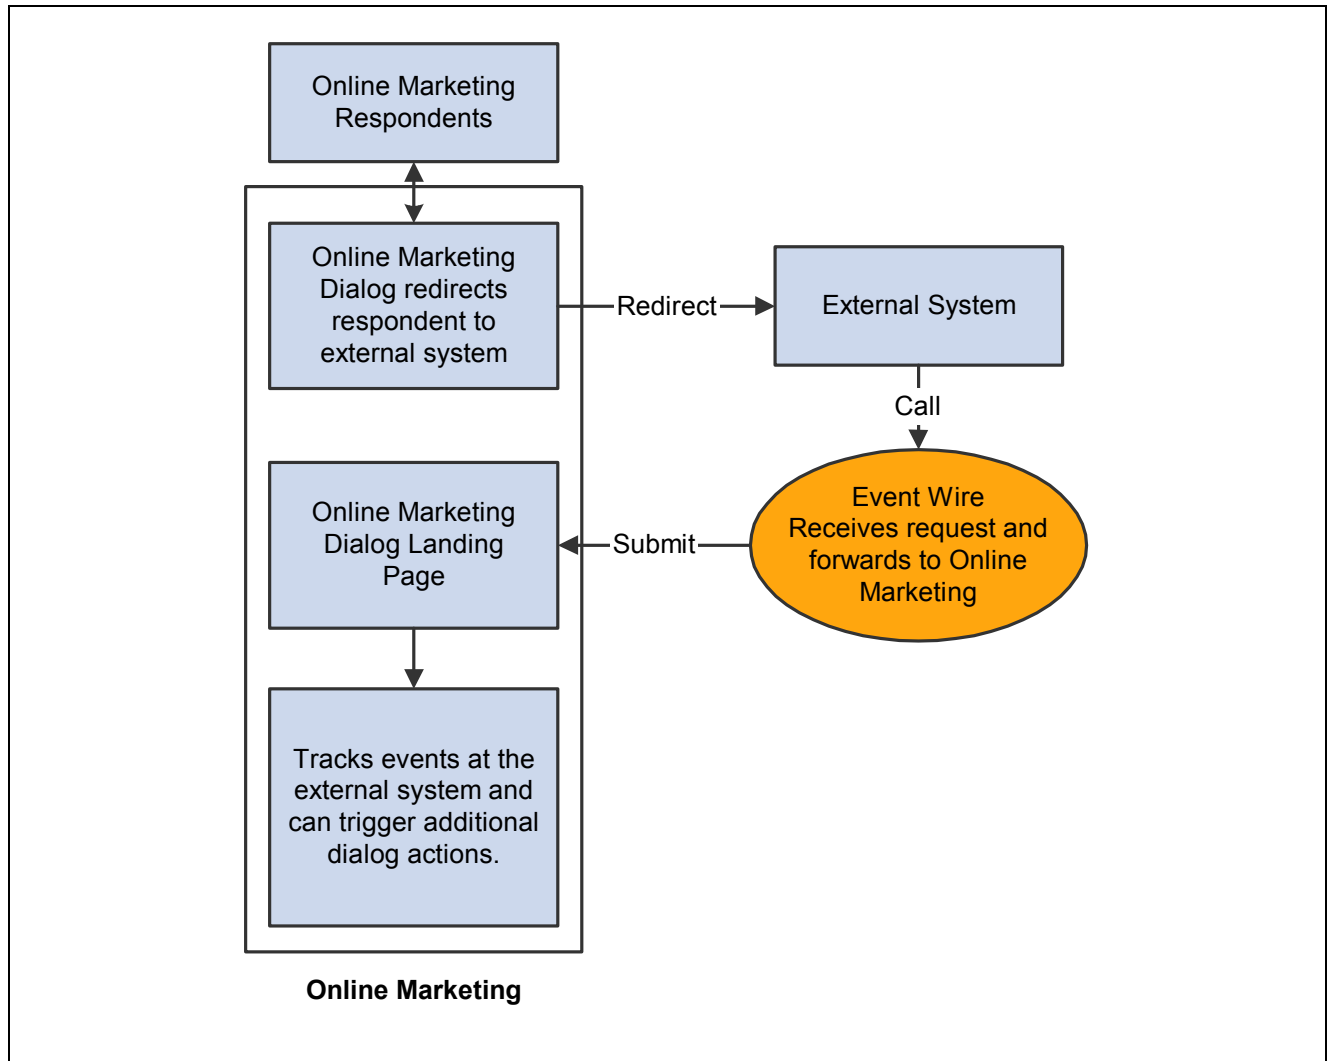 Online Marketing
Respondents
Online Marketing
Dialog redirects
respondent to
external system
Redirect
External System
Call
Event Wire
Receives request and
forwards to Online
Marketing
Submit
Online Marketing
Dialog Landing
Page
Tracks events at the
external system and
can trigger additional
dialog actions.
Online Marketing